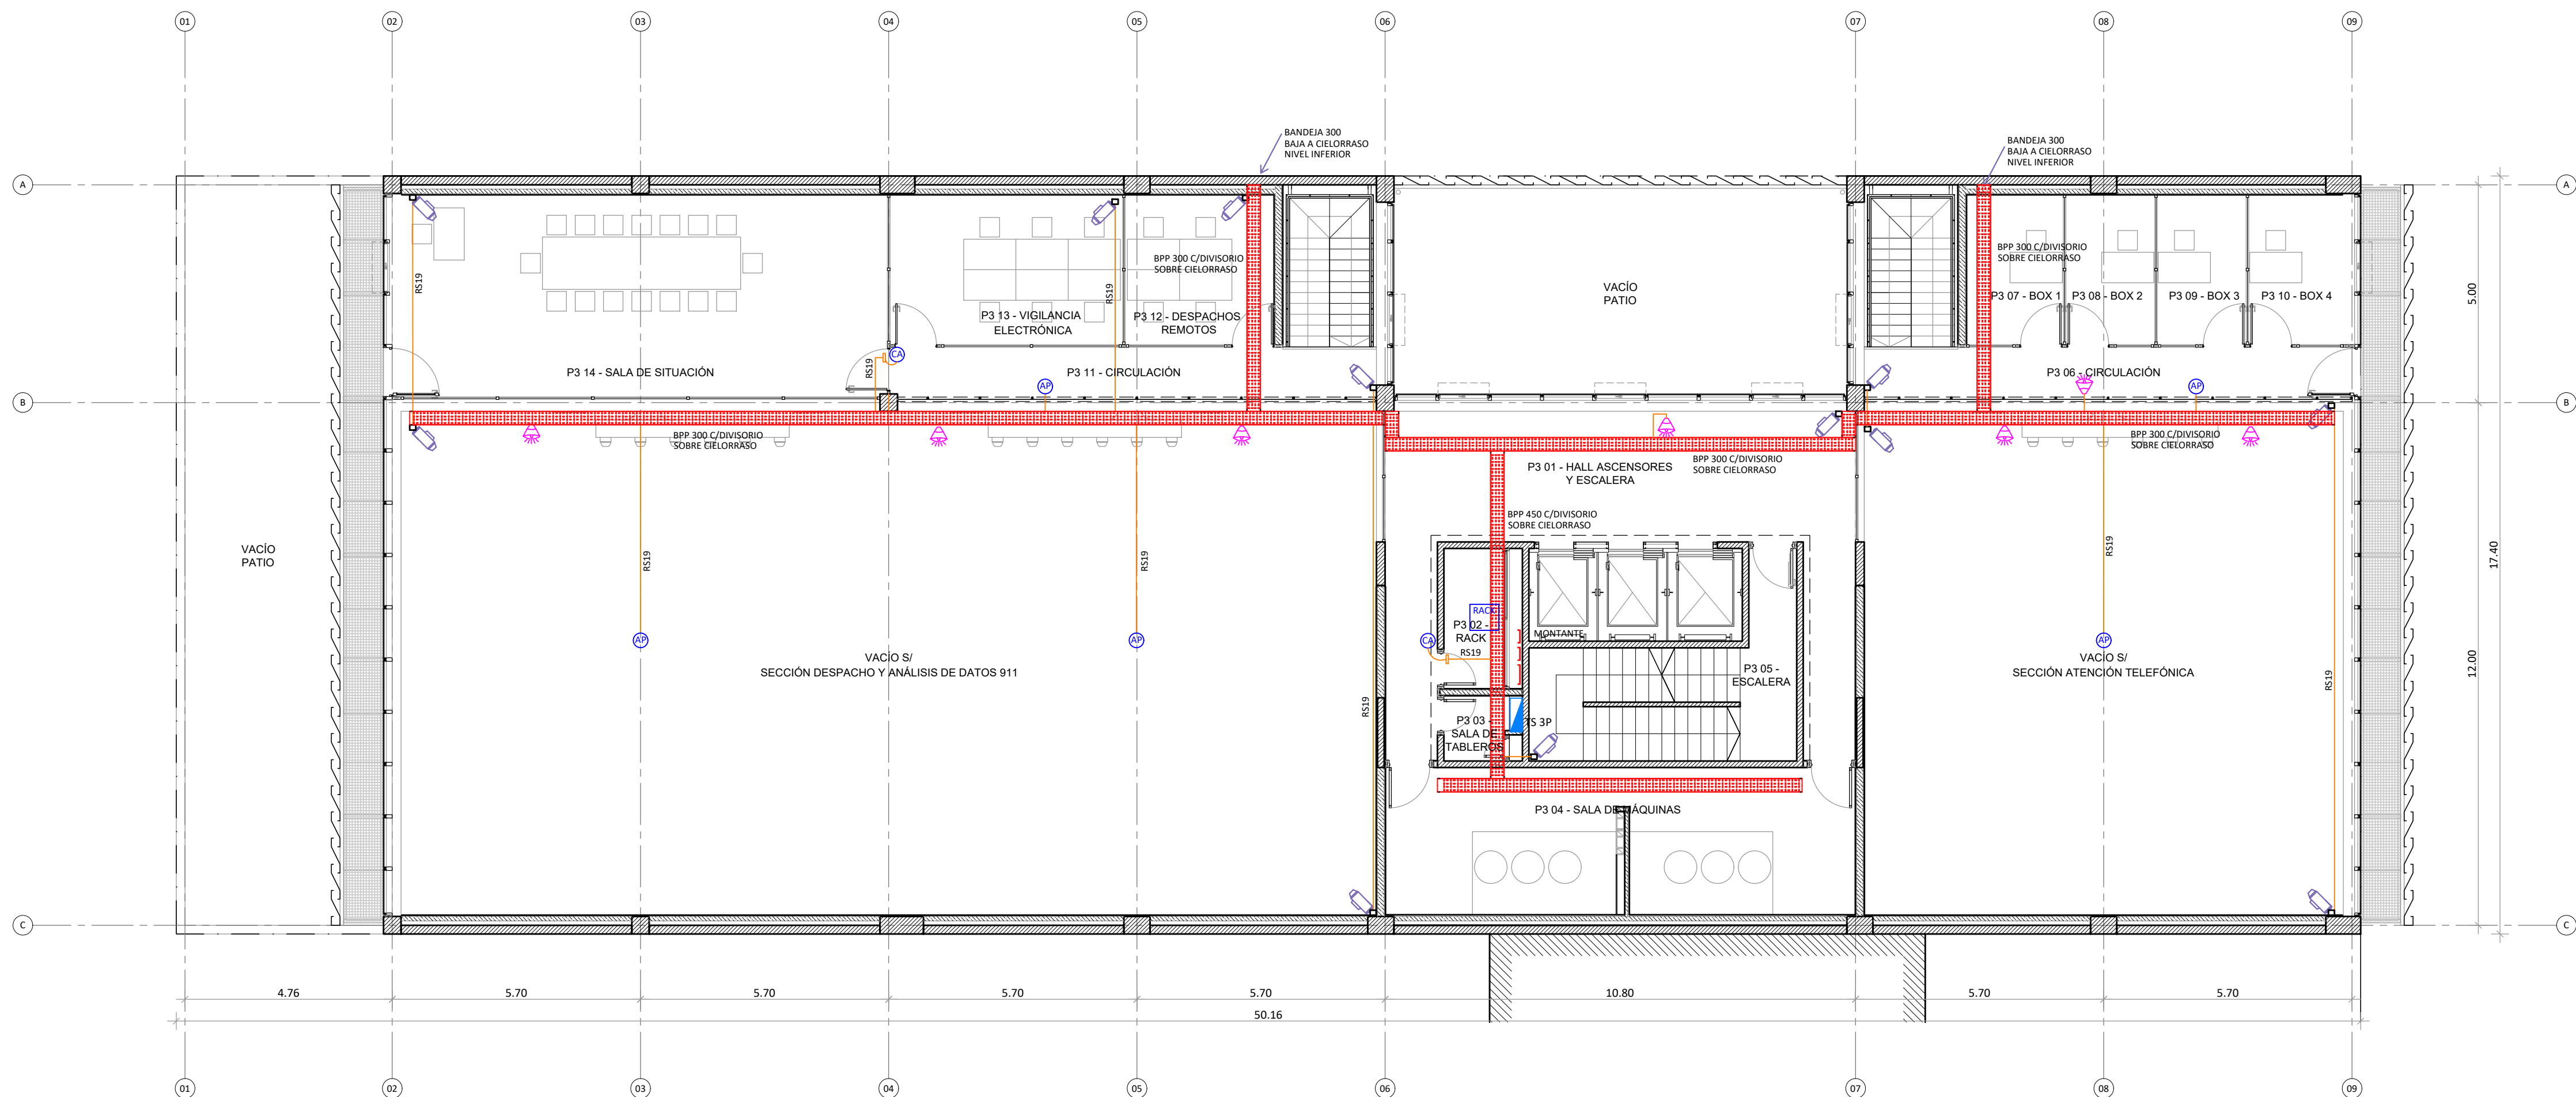 01
02
03
04
05
06
07
08
09
BANDEJA 300
BAJA A CIELORRASO
NIVEL INFERIOR
BANDEJA 300
BAJA A CIELORRASO
NIVEL INFERIOR
A
A
RS19
BPP 300 C/DIVISORIO
SOBRE CIELORRASO
RS19
P3 13 - VIGILANCIA
ELECTRÓNICA
P3 12 - DESPACHOS
REMOTOS
VACÍO
PATIO
BPP 300 C/DIVISORIO
SOBRE CIELORRASO
P3 07 - BOX 1
P3 08 - BOX 2
P3 09 - BOX 3
P3 10 - BOX 4
5.00
CA
RS19
P3 14 - SALA DE SITUACIÓN
P3 11 - CIRCULACIÓN
AP
P3 06 - CIRCULACIÓN
AP
B
B
BPP 300 C/DIVISORIO
SOBRE CIELORRASO
BPP 300 C/DIVISORIO
SOBRE CIELORRASO
BPP 300 C/DIVISORIO
SOBRE CIELORRASO
P3 01 - HALL ASCENSORES
Y ESCALERA
BPP 450 C/DIVISORIO
SOBRE CIELORRASO
VACÍO
PATIO
RS19
RS19
RS19
17.40
RACK
P3 02 -
RACK
MONTANTE
CA
RS19
AP
AP
AP
VACÍO S/
SECCIÓN DESPACHO Y ANÁLISIS DE DATOS 911
P3 05 -
ESCALERA
VACÍO S/
SECCIÓN ATENCIÓN TELEFÓNICA
12.00
RS19
RS19
P3 03 -
SALA DE
TABLEROS
TS 3P
P3 04 - SALA DE MÁQUINAS
C
C
4.76
5.70
5.70
5.70
5.70
10.80
5.70
5.70
50.16
01
02
03
04
05
06
07
08
09